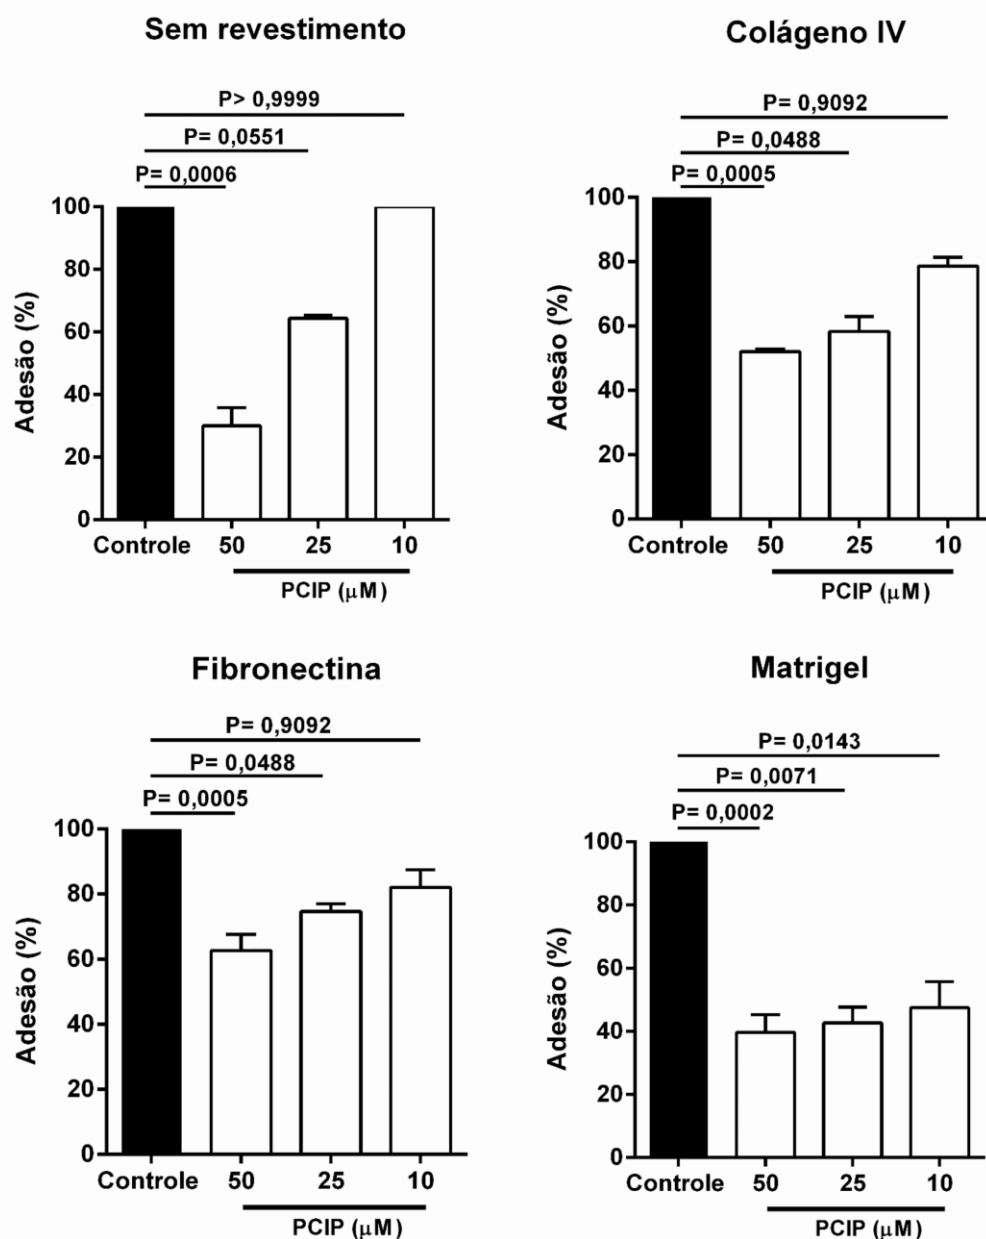 Sem revestimento
P> 0,9999
P= 0,0551
P= 0,0006
100
80
60
40
20
0
Adesão (%)
Controle 50 25 10
PCIP (μM)
Colágeno IV
P= 0,9092
P= 0,0488
P= 0,0005
100
80
60
40
20
0
Adesão (%)
Controle 50 25 10
PCIP (μM)
Fibronectina
P= 0,9092
P= 0,0488
P= 0,0005
100
80
60
40
20
0
Adesão (%)
Controle 50 25 10
PCIP (μM)
Matrigel
P= 0,0143
P= 0,0071
P= 0,0002
100
80
60
40
20
0
Adesão (%)
Controle 50 25 10
PCIP (μM)